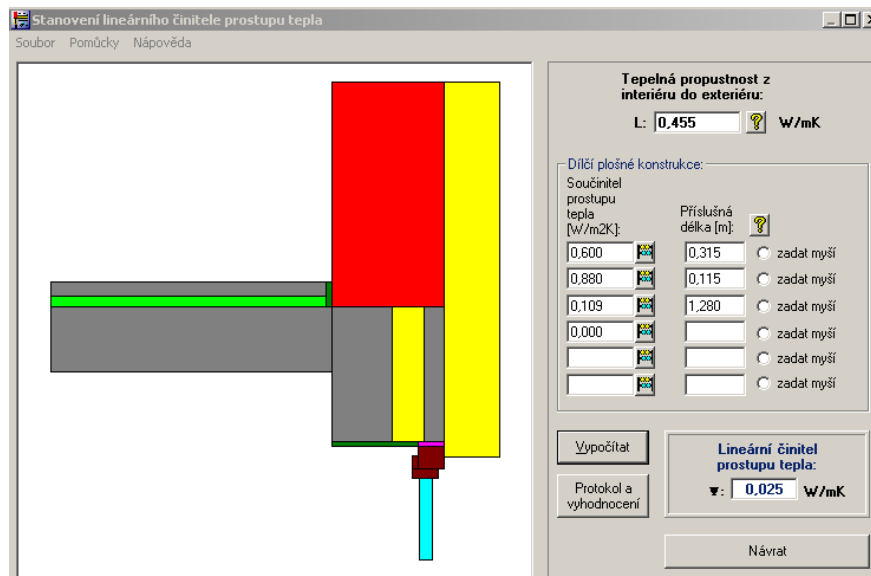 Stanovení lineárního činitele prostupu tepla
Soubor Pomůcky Nápověda
Tepelná propustnost z
interiéru do exteriéru:
L: 0,455 ? W/mK
Dílčí plošné konstrukce:
Součinitel
prostupu
tepla
[W/m2K]:
Příslušná
délka [m]: ?
0,600 0,315 zadat myší
0,880 0,115 zadat myší
0,109 1,280 zadat myší
0,000 zadat myší
zadat myší
zadat myší
Vypočítat
Protokol a
vyhodnocení
Lineární činitel
prostupu tepla:
Ψ: 0,025 W/mK
Návrat